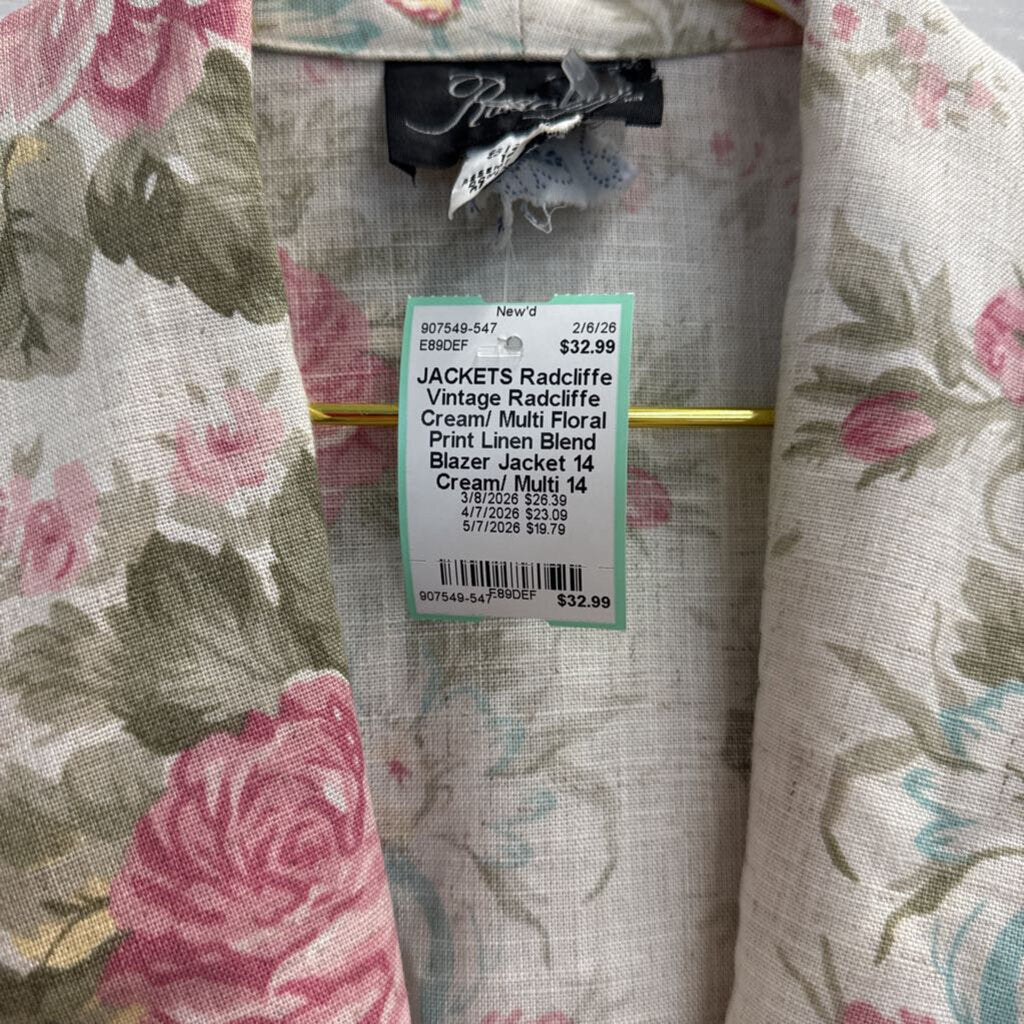 New'd
907549-547 2/6/26
E89DEF $32.99
JACKETS Radcliffe
Vintage Radcliffe
Cream/ Multi Floral
Print Linen Blend
Blazer Jacket 14
Cream/ Multi 14
3/8/2026 $26.39
4/7/2026 $23.09
5/7/2026 $19.79
907549-547 E89DEF $32.99